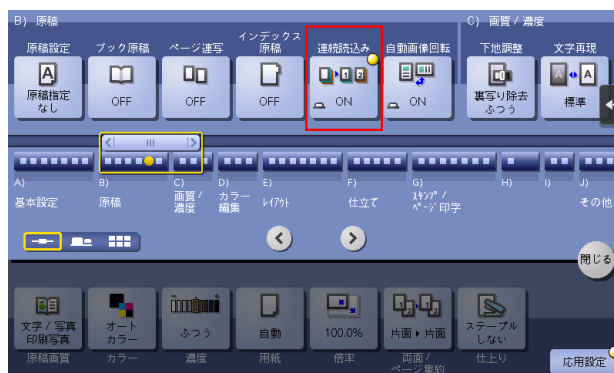 B) 原稿
C) 画質 / 濃度
原稿設定
ブック原稿
ページ連写
インデックス
原稿
連続読込み
自動画像回転
下地調整
文字再現
A
原稿指定
なし
OFF
OFF
OFF
1 2
ON
ON
裏写り除去
ふつう
A A
標準
A)
B)
C)
D)
E)
F)
G)
H)
I)
J)
基本設定
原稿
画質 /
濃度
カラー
編集
レイアウト
仕立て
スタンプ /
ページ印字
その他
閉じる
文字 / 写真
印刷写真
オート
カラー
ふつう
自動
100.0%
片面 ▸ 片面
ステープル
しない
原稿画質
カラー
濃度
用紙
倍率
両面 /
ページ集約
仕上り
応用設定